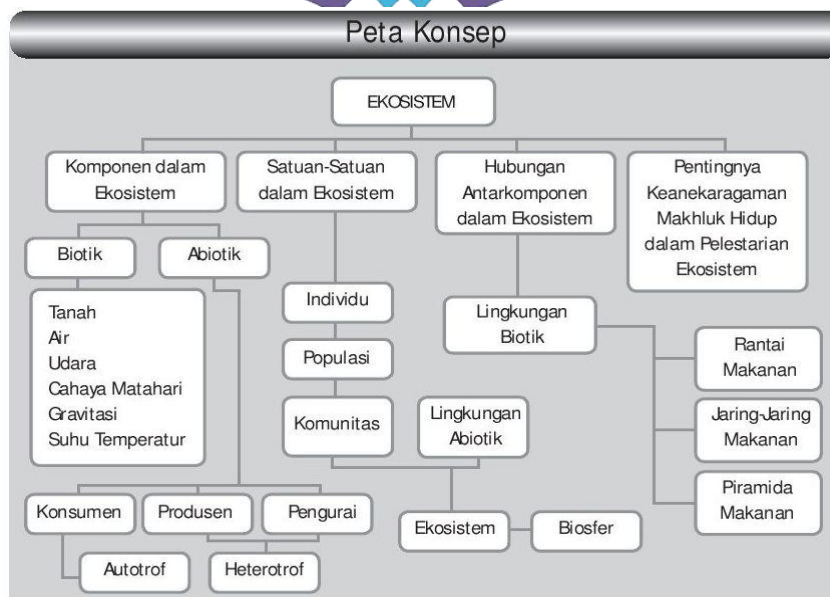 Peta Konsep
EKOSISTEM
Komponen dalam
Ekosistem
Satuan-Satuan
dalam Ekosistem
Hubungan
Antarkomponen
dalam Ekosistem
Pentingnya
Keanekaragaman
Makhluk Hidup
dalam Pelestarian
Ekosistem
Biotik
Abiotik
Tanah
Air
Udara
Cahaya Matahari
Gravitasi
Suhu Temperatur
Individu
Populasi
Komunitas
Lingkungan
Abiotik
Lingkungan
Biotik
Rantai
Makanan
Jaring-Jaring
Makanan
Piramida
Makanan
Konsumen
Produsen
Pengurai
Autotrof
Heterotrof
Ekosistem
Biosfer